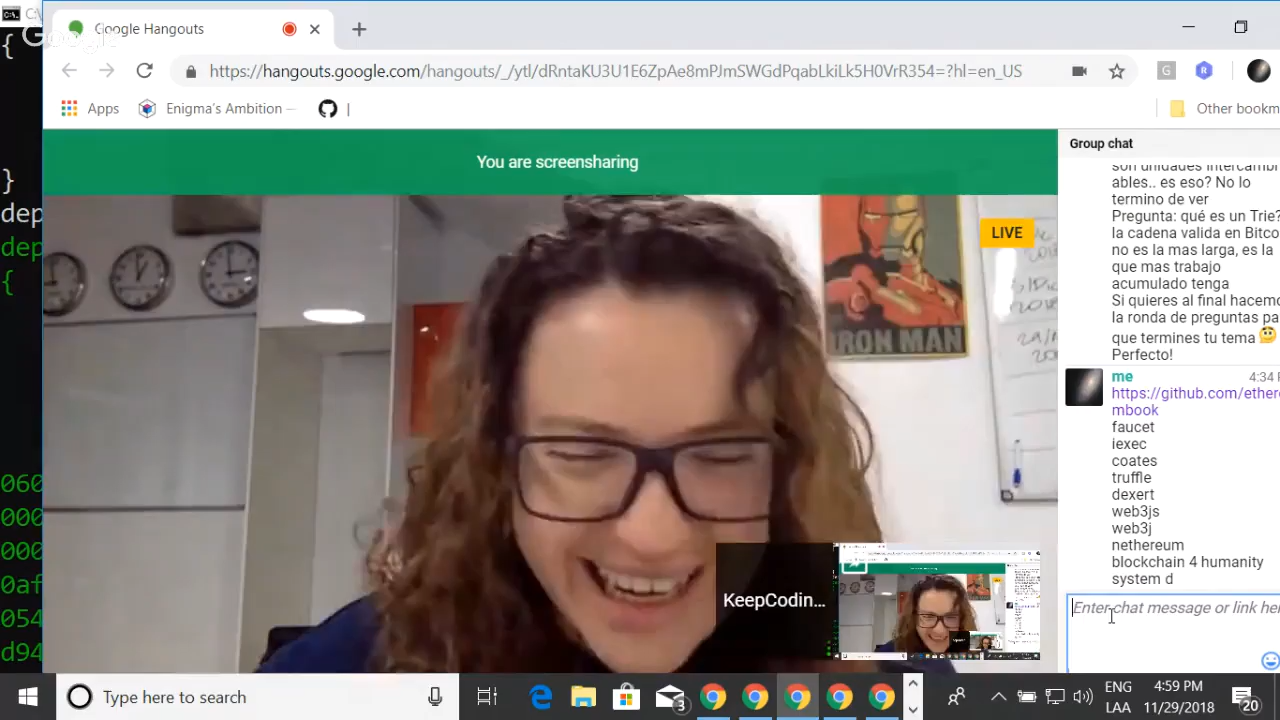 Google Hangouts
Google
https://hangouts.google.com/hangouts/_/ytl/dRntaKU3U1E6ZpAe8mPJmSWGdPqabLkiLk5H0VrR354=?hl=en_US
Apps
Enigma's Ambition
Other bookm
You are screensharing
Group chat
{
}
dep
dep
{
060
000
000
0af
054
d94
LIVE
IRON MAN
son unidades intercambi
ables.. es eso? No lo
termino de ver
Pregunta: qué es un Trie?
la cadena valida en Bitco
no es la mas larga, es la
que mas trabajo
acumulado tenga
Si quieres al final hacemo
la ronda de preguntas pa
que termines tu tema
Perfecto!
me
4:34 P
https://github.com/ethere
mbook
faucet
iexec
coates
truffle
dexert
web3js
web3j
nethereum
blockchain 4 humanity
system d
Enter chat message or link her
KeepCodin...
Type here to search
3
ENG
LAA
4:59 PM
11/29/2018
20